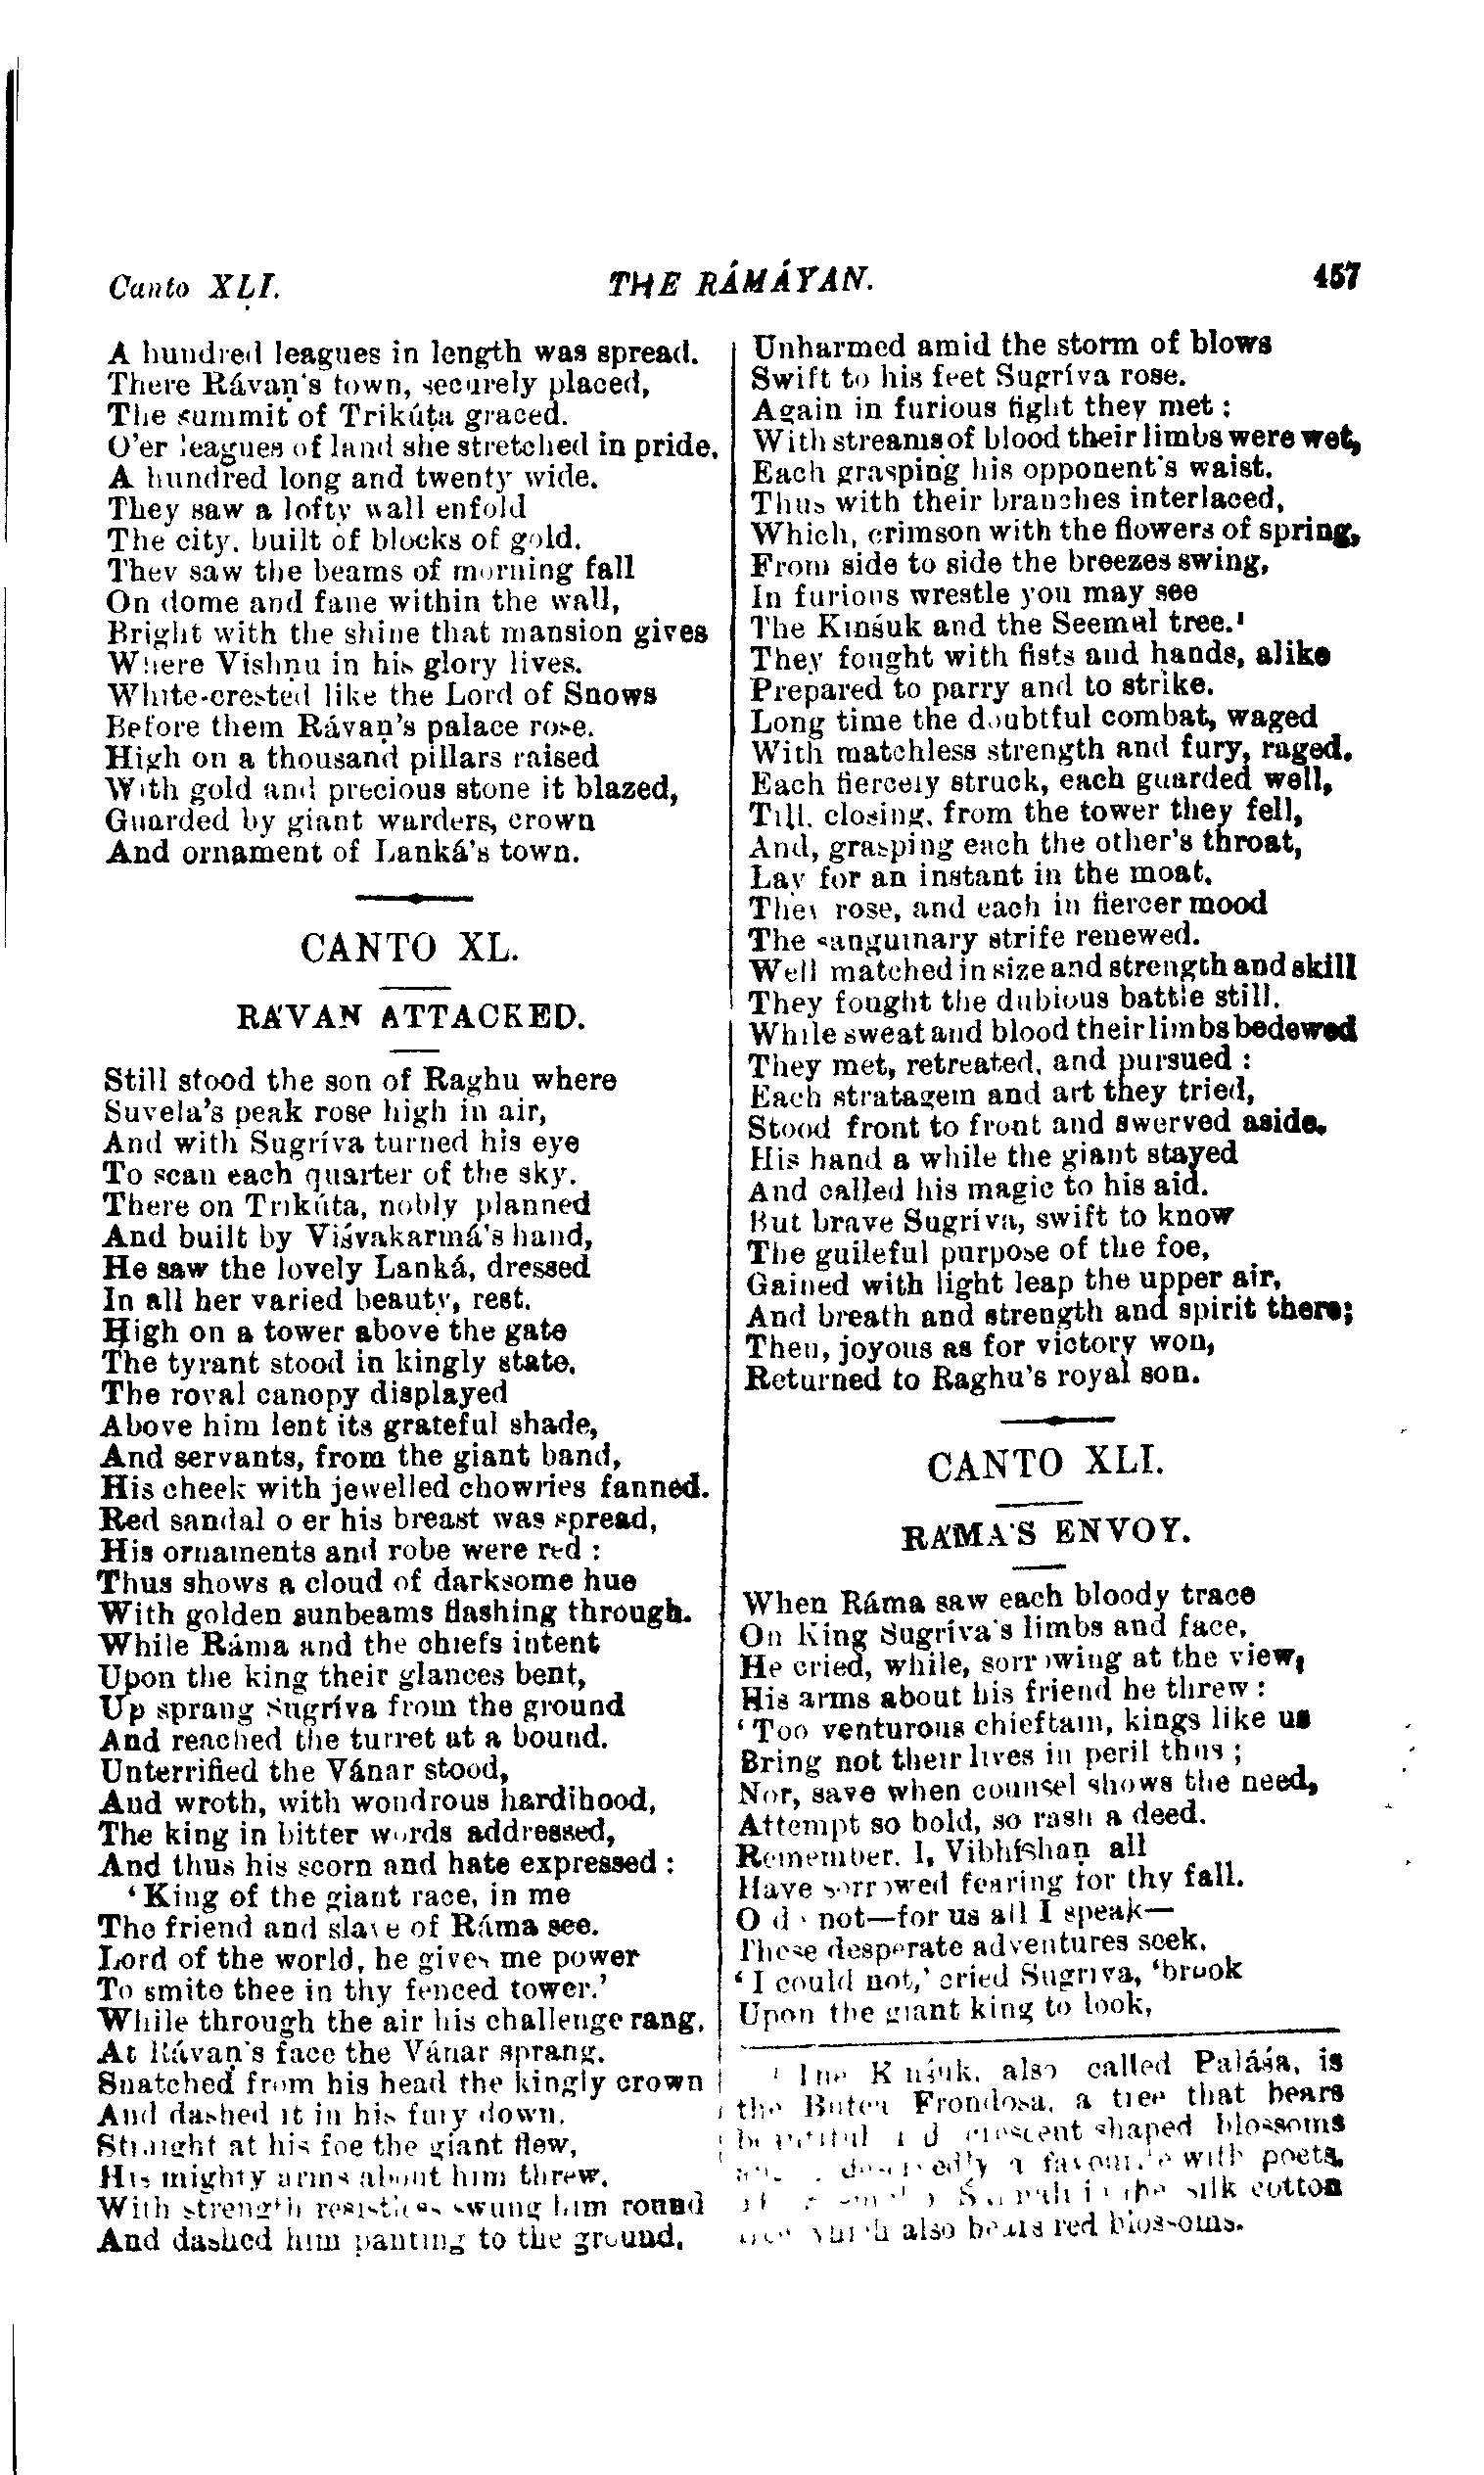 Canto XLI.
THE RÁMÁYAN.
457
A hundred leagues in length was spread.
There Rávaṇ's town, securely placed,
The summit of Trikúṭa graced.
O'er leagues of land she stretched in pride,
A hundred long and twenty wide.
They saw a lofty wall enfold
The city, built of blocks of gold.
They saw the beams of morning fall
On dome and fane within the wall,
Bright with the shine that mansion gives
Where Vishṇu in his glory lives.
White-crested like the Lord of Snows
Before them Rávaṇ's palace rose.
High on a thousand pillars raised
With gold and precious stone it blazed,
Guarded by giant warders, crown
And ornament of Lanká's town.
CANTO XL.
RÁVAN ATTACKED.
Still stood the son of Raghu where
Suvela's peak rose high in air,
And with Sugríva turned his eye
To scan each quarter of the sky.
There on Trikúta, nobly planned
And built by Viśvakarmá's hand,
He saw the lovely Lanká, dressed
In all her varied beauty, rest.
High on a tower above the gate
The tyrant stood in kingly state.
The royal canopy displayed
Above him lent its grateful shade,
And servants, from the giant band,
His cheek with jewelled chowries fanned.
Red sandal o er his breast was spread,
His ornaments and robe were red :
Thus shows a cloud of darksome hue
With golden sunbeams flashing through.
While Ráma and the chiefs intent
Upon the king their glances bent,
Up sprang Sugríva from the ground
And reached the turret at a bound.
Unterrified the Vánar stood,
And wroth, with wondrous hardihood,
The king in bitter words addressed,
And thus his scorn and hate expressed :
‘King of the giant race, in me
The friend and slave of Ráma see.
Lord of the world, he gives me power
To smite thee in thy fenced tower.’
While through the air his challenge rang,
At Rávaṇ's face the Vánar sprang.
Snatched from his head the kingly crown
And dashed it in his fury down.
Straight at his foe the giant flew,
His mighty arms about him threw,
With strength resistless swung him round
And dashed him panting to the ground.
Unharmed amid the storm of blows
Swift to his feet Sugríva rose.
Again in furious fight they met :
With streams of blood their limbs were wet,
Each grasping his opponent's waist.
Thus with their branches interlaced,
Which, crimson with the flowers of spring,
From side to side the breezes swing,
In furious wrestle you may see
The Kinśuk and the Seemal tree.¹
They fought with fists and hands, alike
Prepared to parry and to strike.
Long time the doubtful combat, waged
With matchless strength and fury, raged.
Each fiercely struck, each guarded well,
Till, closing, from the tower they fell,
And, grasping each the other's throat,
Lay for an instant in the moat.
They rose, and each in fiercer mood
The sanguinary strife renewed.
Well matched in size and strength and skill
They fought the dubious battle still.
While sweat and blood their limbs bedewed
They met, retreated, and pursued :
Each stratagem and art they tried,
Stood front to front and swerved aside.
His hand a while the giant stayed
And called his magic to his aid.
But brave Sugríva, swift to know
The guileful purpose of the foe,
Gained with light leap the upper air,
And breath and strength and spirit there;
Then, joyous as for victory won,
Returned to Raghu's royal son.
CANTO XLI.
RÁMA'S ENVOY.
When Ráma saw each bloody trace
On King Sugríva's limbs and face,
He cried, while, sorrowing at the view,
His arms about his friend he threw :
‘Too venturous chieftain, kings like us
Bring not their lives in peril thus ;
Nor, save when counsel shows the need,
Attempt so bold, so rash a deed.
Remember, I, Vibhíshaṇ all
Have sorrowed fearing for thy fall.
O do not—for us all I speak—
These desperate adventures seek.
‘I could not,’ cried Sugríva, ‘brook
Upon the giant king to look,
¹ The Kinśuk, also called Paláśa, is
the Butea Frondosa, a tree that bears
beautiful red crescent shaped blossoms
and deservedly a favourite with poets.
silk cotton
also bears red blossoms.